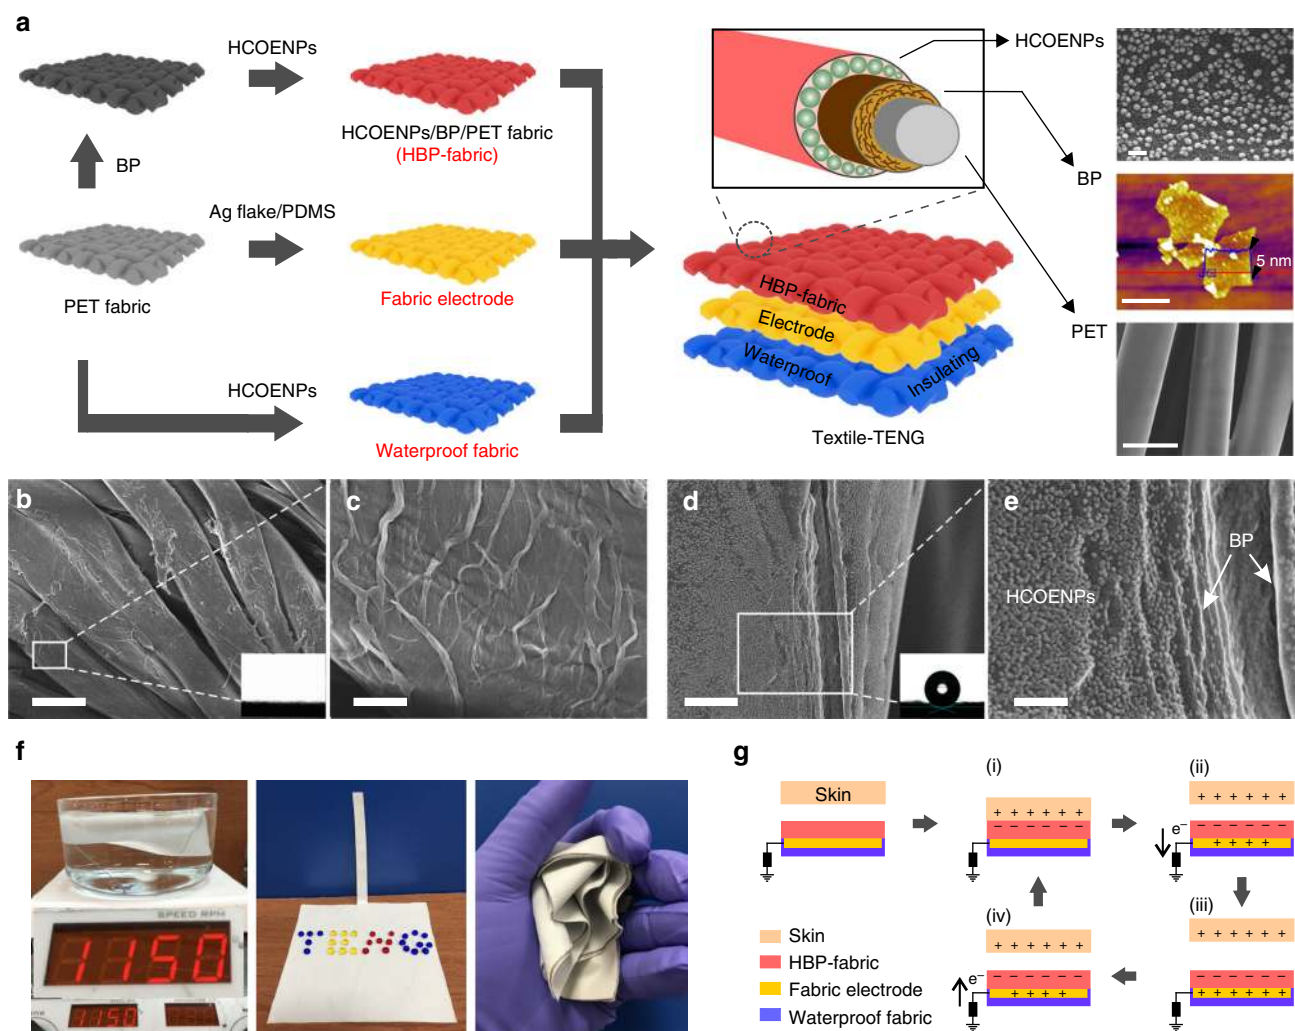 a
HCOENPs
BP
HCOENPs/BP/PET fabric
(HBP-fabric)
Ag flake/PDMS
PET fabric
Fabric electrode
HCOENPs
Waterproof fabric
HBP-fabric
Electrode
Waterproof
Insulating
Textile-TENG
HCOENPs
BP
5 nm
PET
b
c
d
e
HCOENPs
BP
f
SPEED RPM
1150
1150
TENG
g
Skin
(i)
+ + + + + +
− − − − − −
(ii)
+ + + + + +
− − − − − −
e−
+ + + +
(iii)
+ + + + + +
− − − − − −
+ + + + + +
(iv)
+ + + + + +
− − − − − −
e−
+ + + +
Skin
HBP-fabric
Fabric electrode
Waterproof fabric